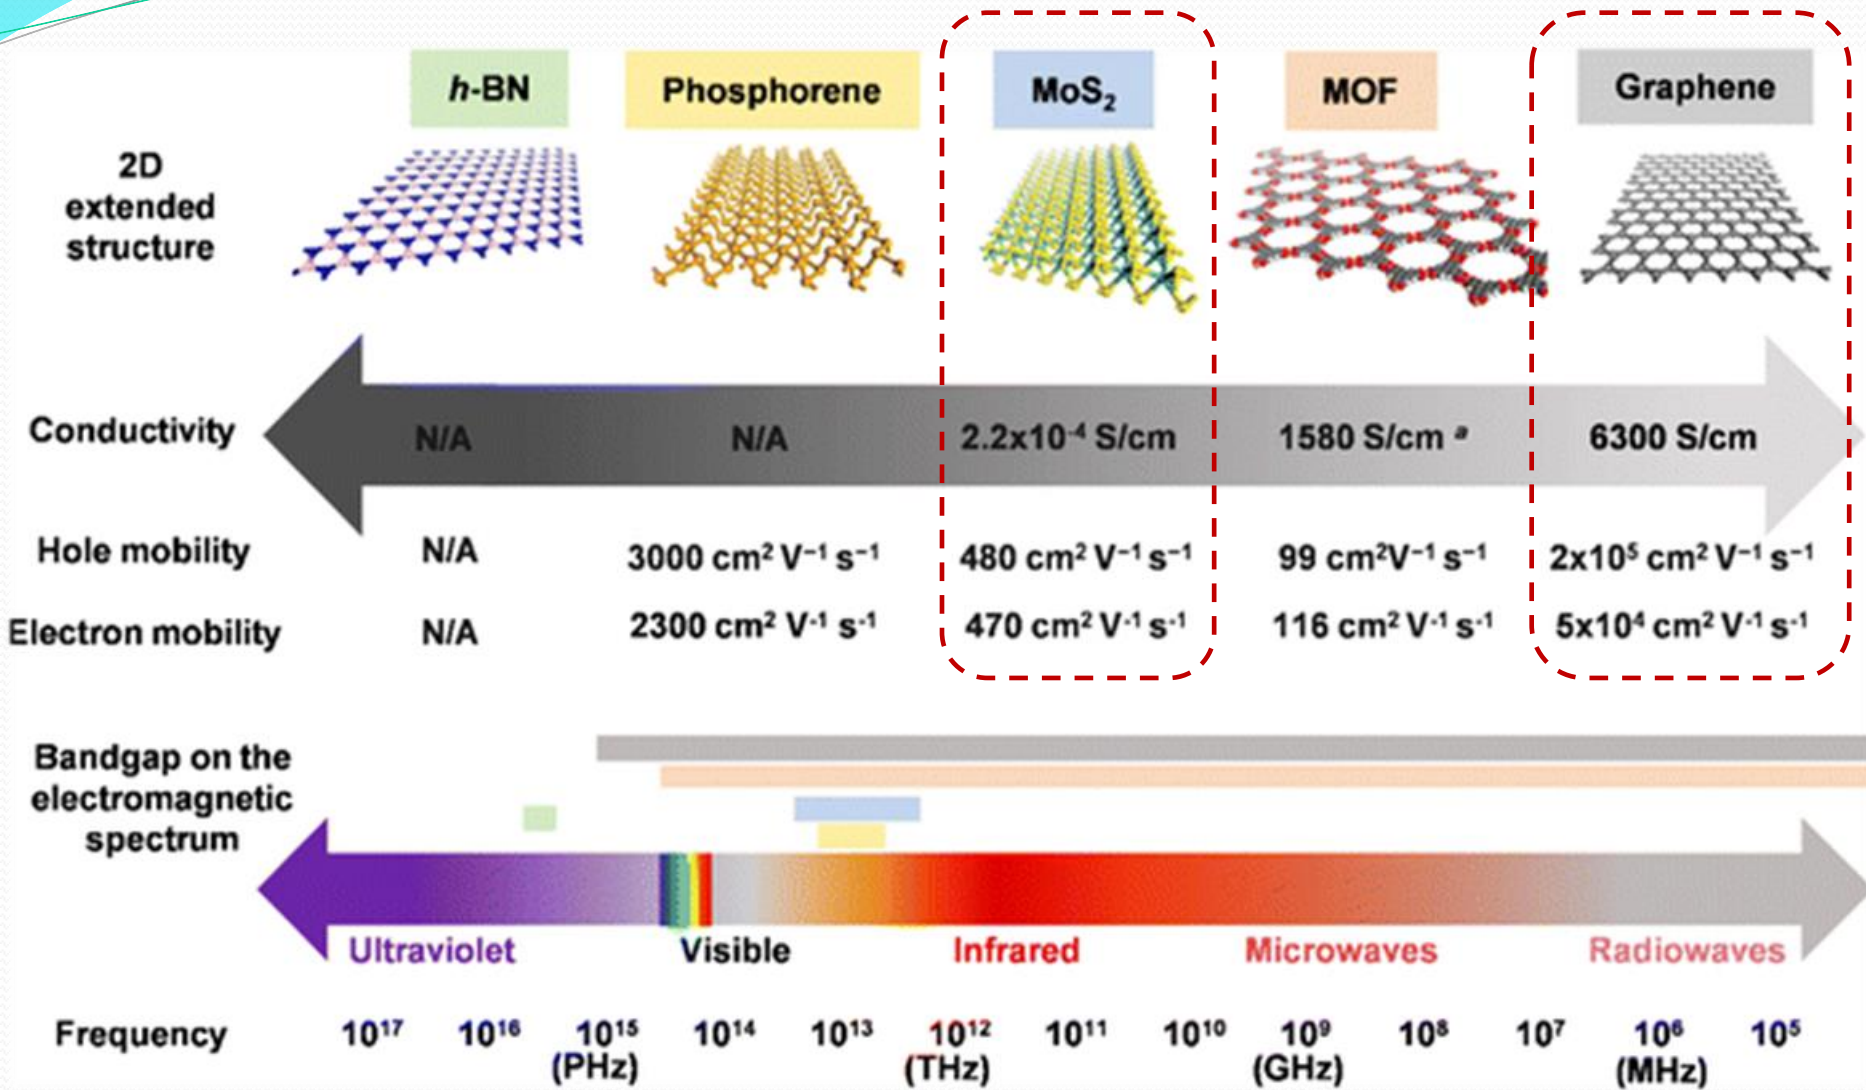 h-BN
Phosphorene
MoS₂
MOF
Graphene
2D
extended
structure
Conductivity
N/A
N/A
2.2x10⁻⁴ S/cm
1580 S/cm ᵃ
6300 S/cm
Hole mobility
N/A
3000 cm² V⁻¹ s⁻¹
480 cm² V⁻¹ s⁻¹
99 cm²V⁻¹ s⁻¹
2x10⁵ cm² V⁻¹ s⁻¹
Electron mobility
N/A
2300 cm² V⁻¹ s⁻¹
470 cm² V⁻¹ s⁻¹
116 cm² V⁻¹ s⁻¹
5x10⁴ cm² V⁻¹ s⁻¹
Bandgap on the
electromagnetic
spectrum
Ultraviolet
Visible
Infrared
Microwaves
Radiowaves
Frequency
10¹⁷
10¹⁶
10¹⁵
(PHz)
10¹⁴
10¹³
10¹²
(THz)
10¹¹
10¹⁰
10⁹
(GHz)
10⁸
10⁷
10⁶
(MHz)
10⁵